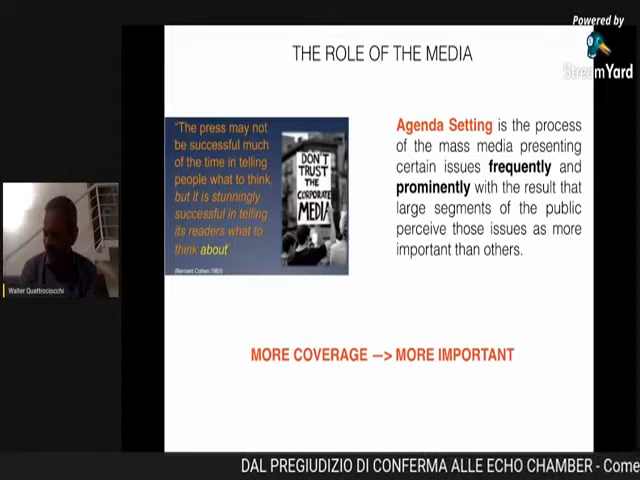 Powered by
StreamYard
THE ROLE OF THE MEDIA
"The press may not
be successful much
of the time in telling
people what to think,
but it is stunningly
successful in telling
its readers what to
think about"
(Bernard Cohen, 1963)
DON'T
TRUST
THE
CORPORATE
MEDIA
Agenda Setting is the process
of the mass media presenting
certain issues frequently and
prominently with the result that
large segments of the public
perceive those issues as more
important than others.
Walter Quattrociocchi
MORE COVERAGE —> MORE IMPORTANT
DAL PREGIUDIZIO DI CONFERMA ALLE ECHO CHAMBER - Come